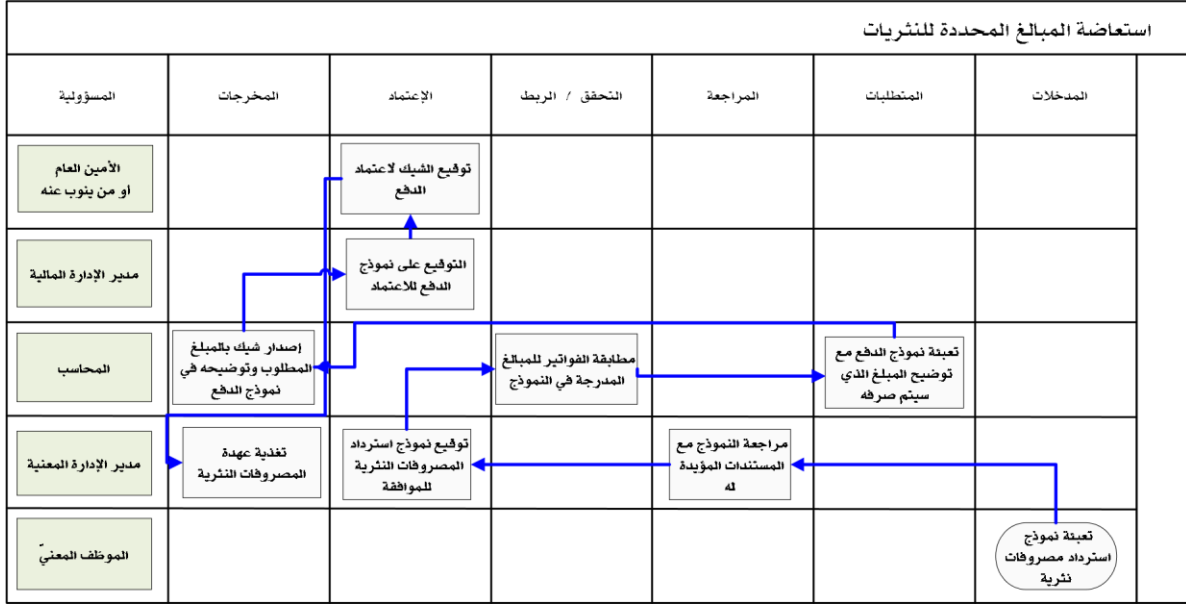 استعاضة المبالغ المحددة للنثريات
المدخلات
المتطلبات
المراجعة
التحقق / الربط
الإعتماد
المخرجات
المسؤولية
توقيع الشيك لاعتماد
الدفع
الأمين العام
او من ينوب عنه
التوقيع على نموذج
الدفع للاعتماد
مدير الإدارة المالية
تعبئة نموذج الدفع مع
توضيح المبلغ الذي
سيتم صرفه
مطابقة الفواتير للمبالغ
المدرجة في النموذج
إصدار شيك بالمبلغ
المطلوب وتوضيحه في
نموذج الدفع
المحاسب
مراجعة النموذج مع
المستندات المؤيدة
له
توقيع نموذج استرداد
المصروفات النثرية
للموافقة
تغذية عهدة
المصروفات النثرية
مدير الإدارة المعنية
تعبئة نموذج
استرداد مصروفات
نثرية
الموظف المعنيّ